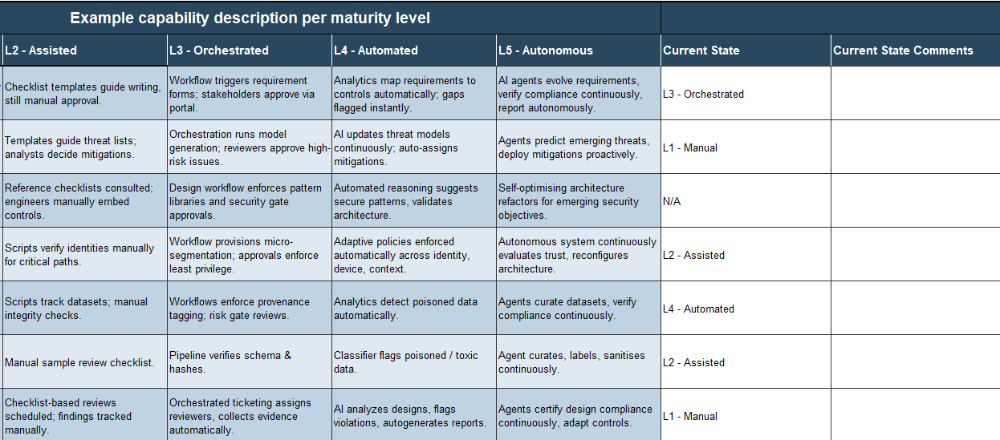 Example capability description per maturity level
L2 - Assisted
L3 - Orchestrated
L4 - Automated
L5 - Autonomous
Current State
Current State Comments
Checklist templates guide writing,
still manual approval.
Workflow triggers requirement
forms; stakeholders approve via
portal.
Analytics map requirements to
controls automatically; gaps
flagged instantly.
AI agents evolve requirements,
verify compliance continuously,
report autonomously.
L3 - Orchestrated
Templates guide threat lists;
analysts decide mitigations.
Orchestration runs model
generation; reviewers approve high-
risk issues.
AI updates threat models
continuously; auto-assigns
mitigations.
Agents predict emerging threats,
deploy mitigations proactively.
L1 - Manual
Reference checklists consulted;
engineers manually embed
controls.
Design workflow enforces pattern
libraries and security gate
approvals.
Automated reasoning suggests
secure patterns, validates
architecture.
Self-optimising architecture
refactors for emerging security
objectives.
N/A
Scripts verify identities manually
for critical paths.
Workflow provisions micro-
segmentation; approvals enforce
least privilege.
Adaptive policies enforced
automatically across identity,
device, context.
Autonomous system continuously
evaluates trust, reconfigures
architecture.
L2 - Assisted
Scripts track datasets; manual
integrity checks.
Workflows enforce provenance
tagging; risk gate reviews.
Analytics detect poisoned data
automatically.
Agents curate datasets, verify
compliance continuously.
L4 - Automated
Manual sample review checklist.
Pipeline verifies schema &
hashes.
Classifier flags poisoned / toxic
data.
Agent curates, labels, sanitises
continuously.
L2 - Assisted
Checklist-based reviews
scheduled; findings tracked
manually.
Orchestrated ticketing assigns
reviewers, collects evidence
automatically.
AI analyzes designs, flags
violations, autogenerates reports.
Agents certify design compliance
continuously, adapt controls.
L1 - Manual